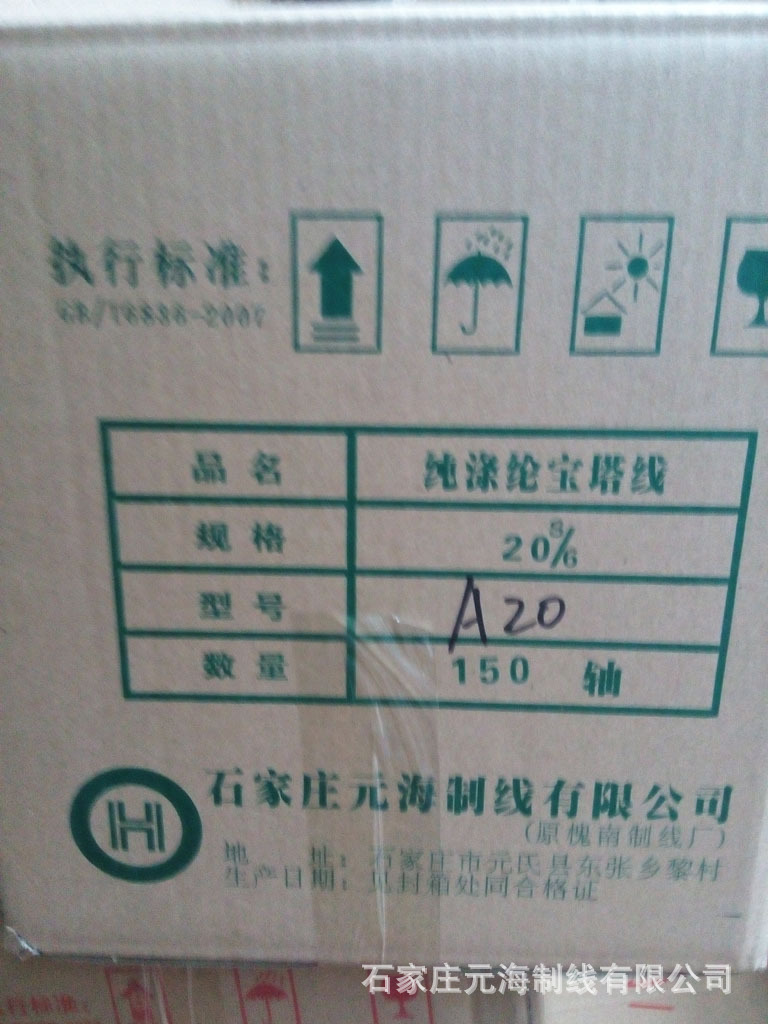 执行标准：
GB/T6836-2007
品名 纯涤纶宝塔线
规格 20S/6
型号 A20
数量 150 轴
石家庄元海制线有限公司
（原槐南制线厂）
地 址：石家庄市元氏县东张乡黎村
生产日期：见封箱处同合格证
石家庄元海制线有限公司
行标准：